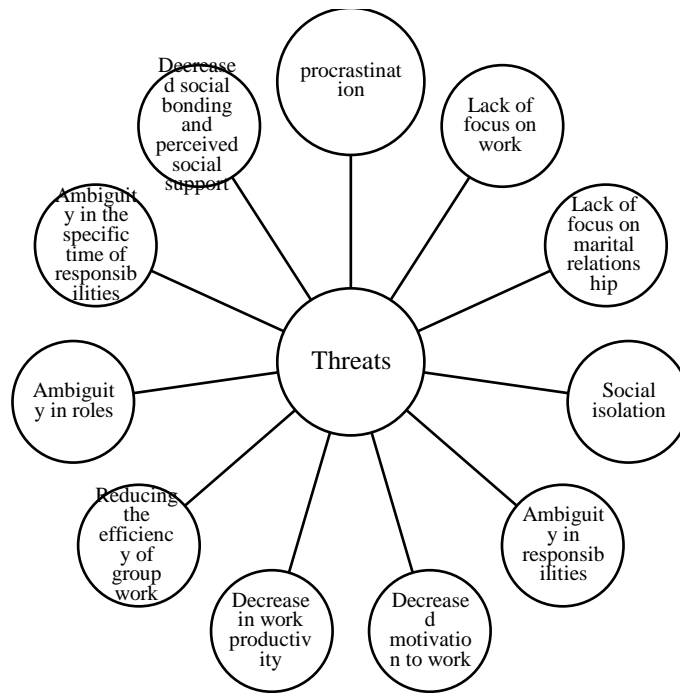 procrastinat
ion
Lack of
focus on
work
Lack of
focus on
marital
relations
hip
Social
isolation
Ambiguit
y in
responsib
ilities
Decrease
d
motivatio
n to work
Decrease
in work
productiv
ity
Reducing
the
efficienc
y of
group
work
Ambiguit
y in roles
Ambiguit
y in the
specific
time of
responsib
ilities
Decrease
d social
bonding
and
perceived
social
support
Threats